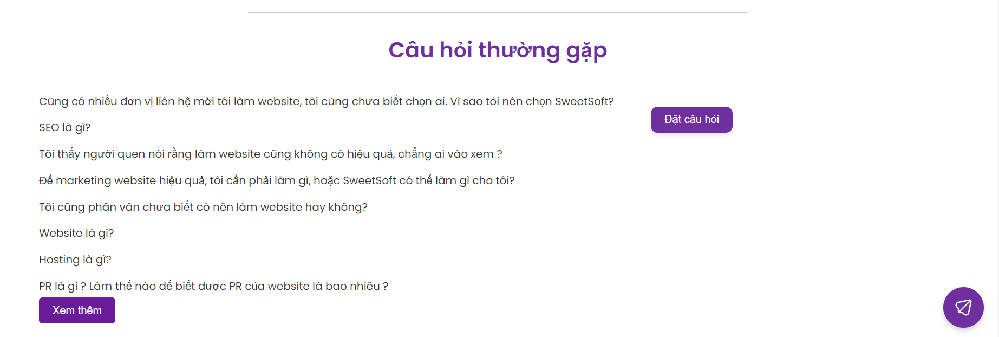 Câu hỏi thường gặp
Cũng có nhiều đơn vị liên hệ mời tôi làm website, tôi cũng chưa biết chọn ai. Vì sao tôi nên chọn SweetSoft?
Đặt câu hỏi
SEO là gì?
Tôi thấy người quen nói rằng làm website cũng không có hiệu quả, chẳng ai vào xem ?
Để marketing website hiệu quả, tôi cần phải làm gì, hoặc SweetSoft có thể làm gì cho tôi?
Tôi cũng phân vân chưa biết có nên làm website hay không?
Website là gì?
Hosting là gì?
PR là gì ? Làm thế nào để biết được PR của website là bao nhiêu ?
Xem thêm